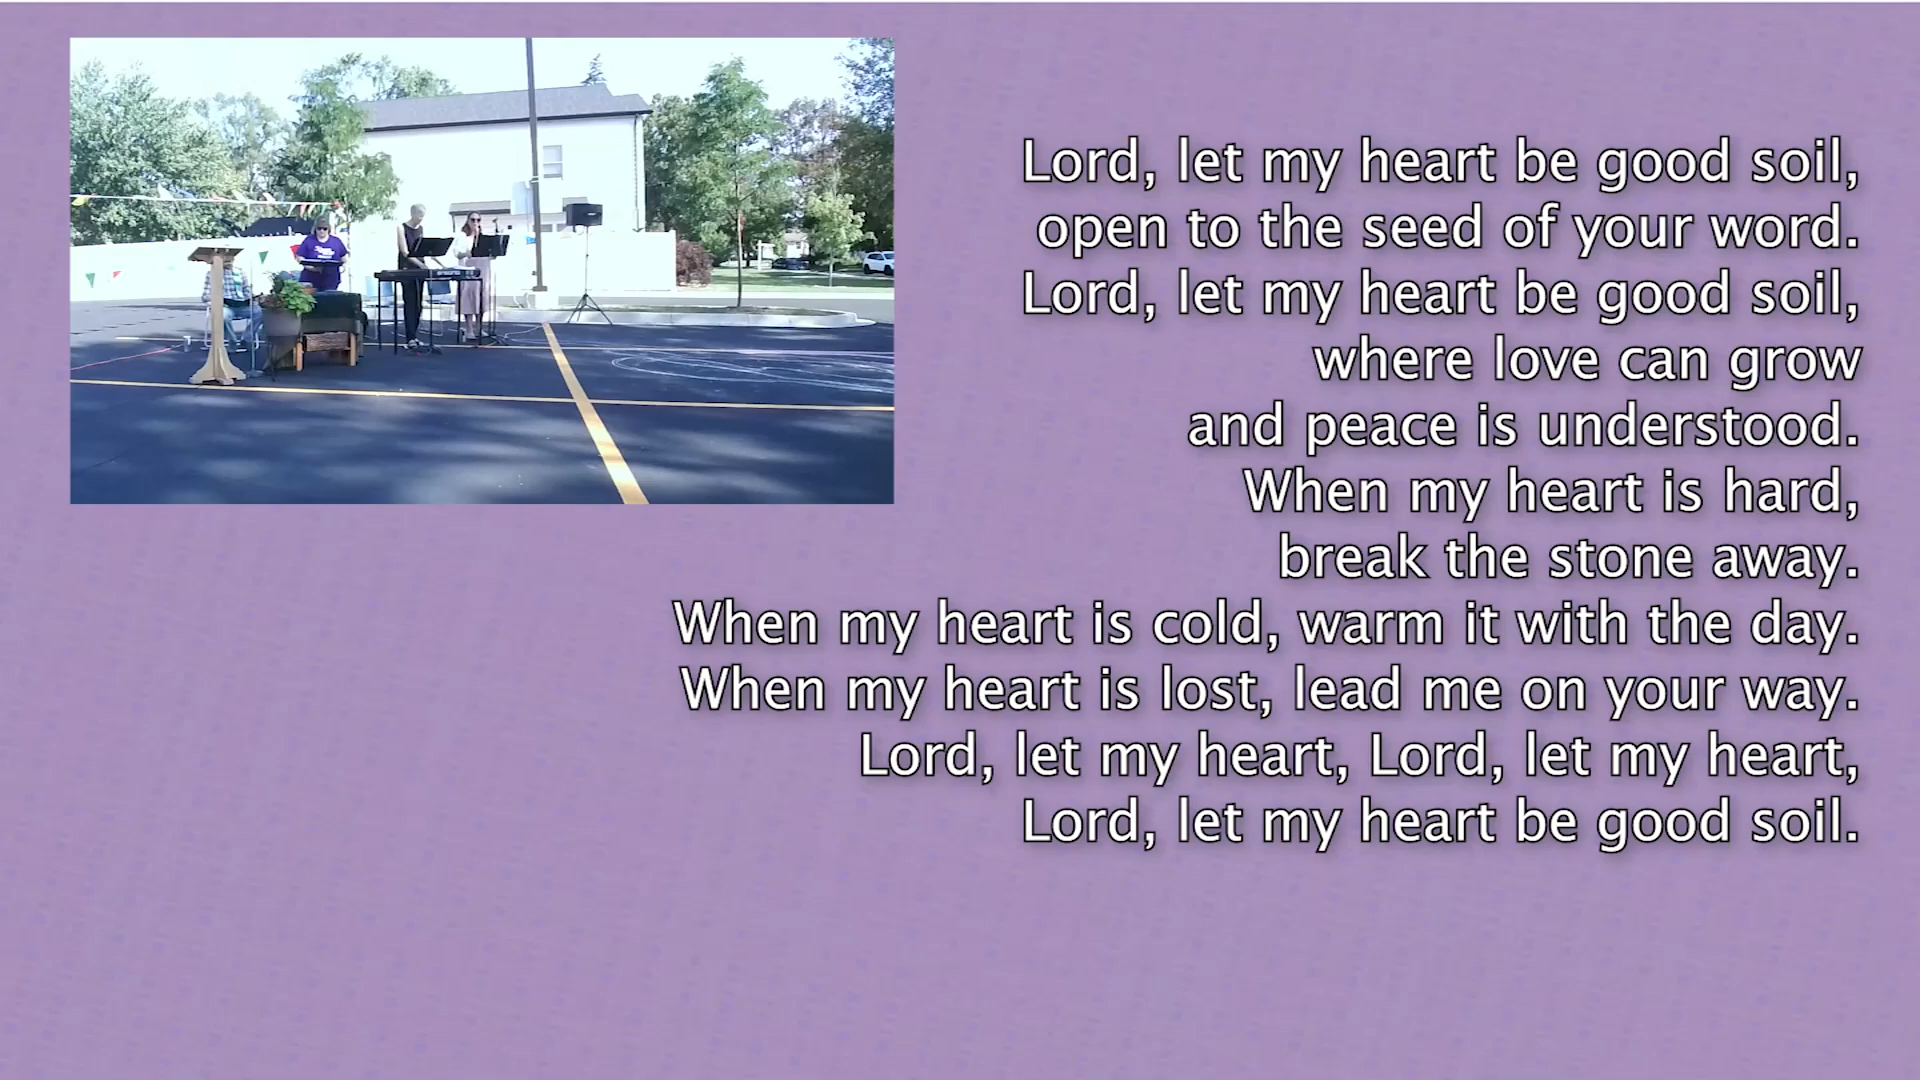 Lord, let my heart be good soil,
open to the seed of your word.
Lord, let my heart be good soil,
where love can grow
and peace is understood.
When my heart is hard,
break the stone away.
When my heart is cold, warm it with the day.
When my heart is lost, lead me on your way.
Lord, let my heart, Lord, let my heart,
Lord, let my heart be good soil.